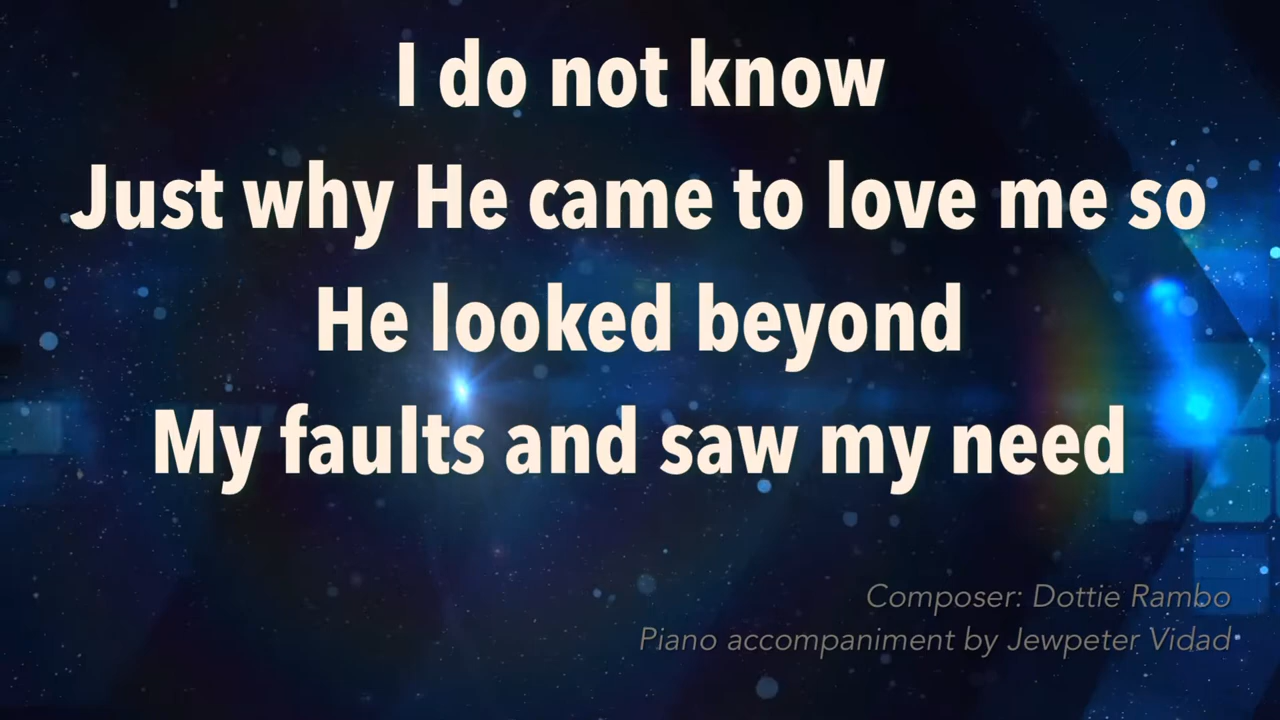 I do not know
Just why He came to love me so
He looked beyond
My faults and saw my need
Composer: Dottie Rambo
Piano accompaniment by Jewpeter Vidad